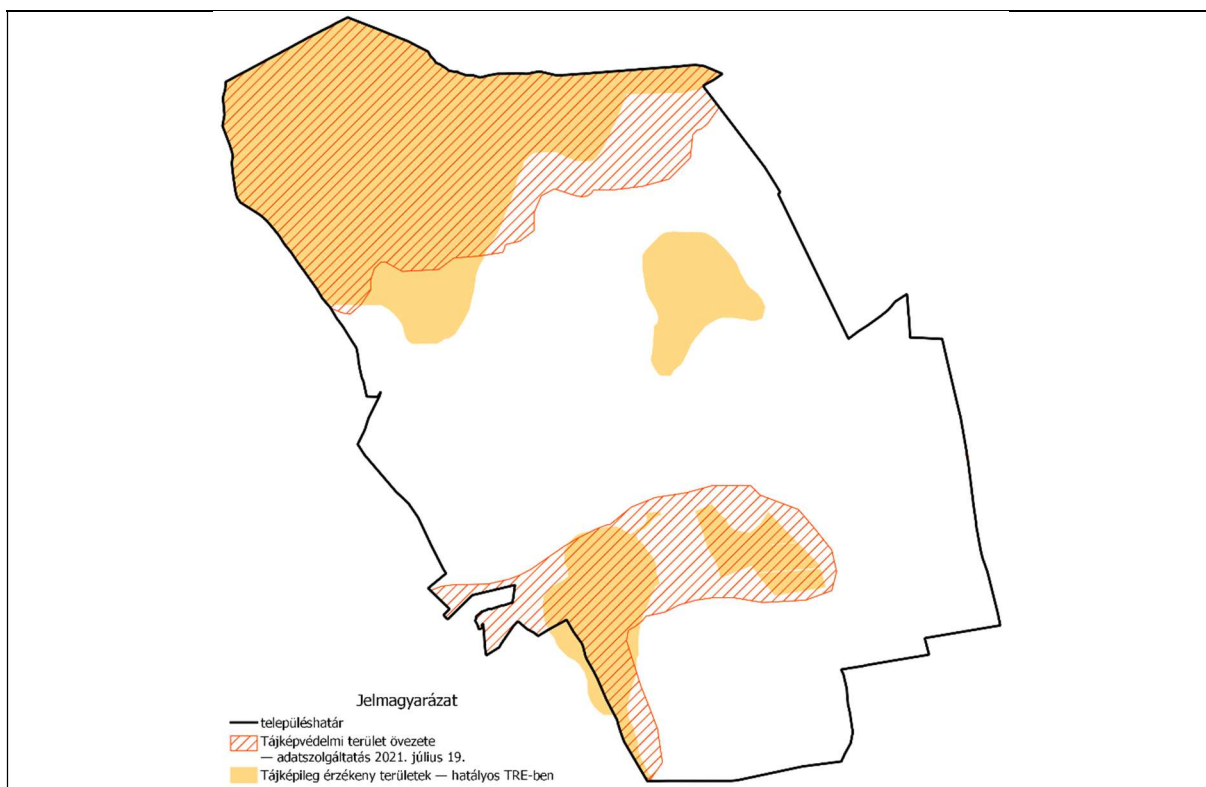 Jelmagyarázat
településhatár
Tájképvédelmi terület övezete
— adatszolgáltatás 2021. július 19.
Tájképileg érzékeny területek — hatályos TRE-ben